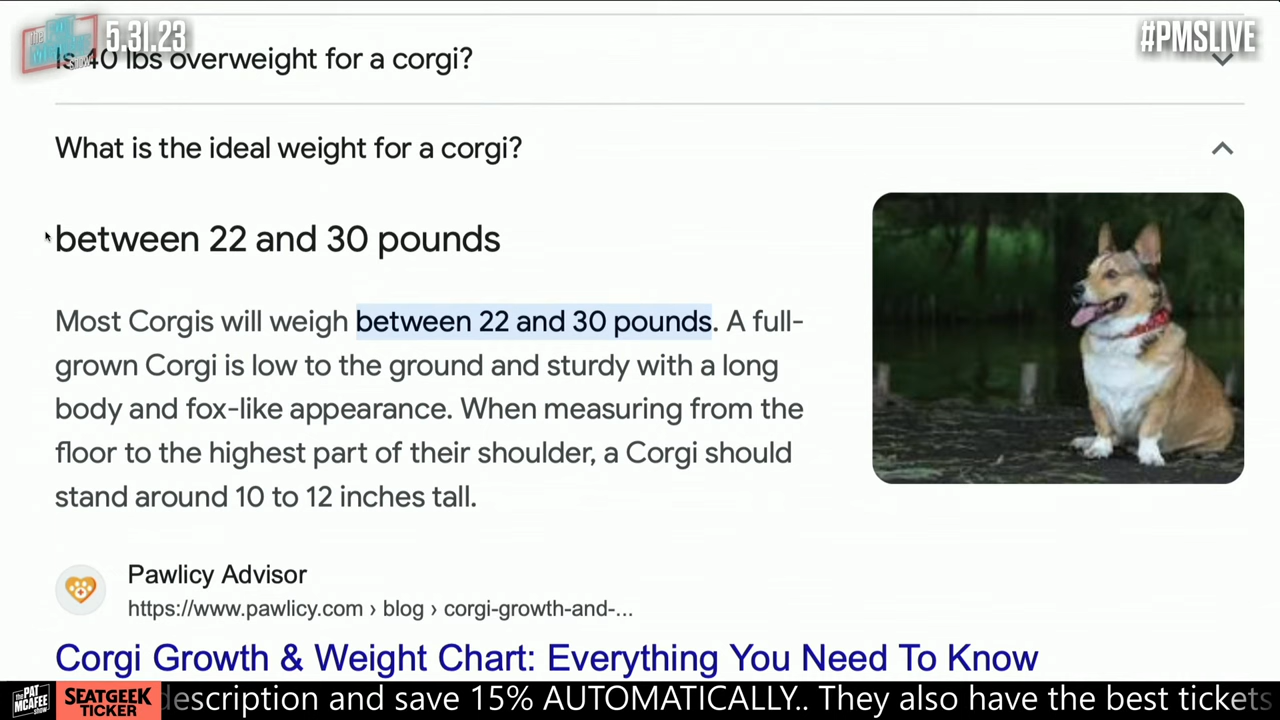 5.31.23
#PMSLIVE
Is 40 lbs overweight for a corgi?
What is the ideal weight for a corgi?
between 22 and 30 pounds
Most Corgis will weigh between 22 and 30 pounds. A full-
grown Corgi is low to the ground and sturdy with a long
body and fox-like appearance. When measuring from the
floor to the highest part of their shoulder, a Corgi should
stand around 10 to 12 inches tall.
Pawlicy Advisor
https://www.pawlicy.com › blog › corgi-growth-and-...
Corgi Growth & Weight Chart: Everything You Need To Know
THE PAT MCAFEE SHOW
SEATGEEK TICKER
escription and save 15% AUTOMATICALLY.. They also have the best tickets